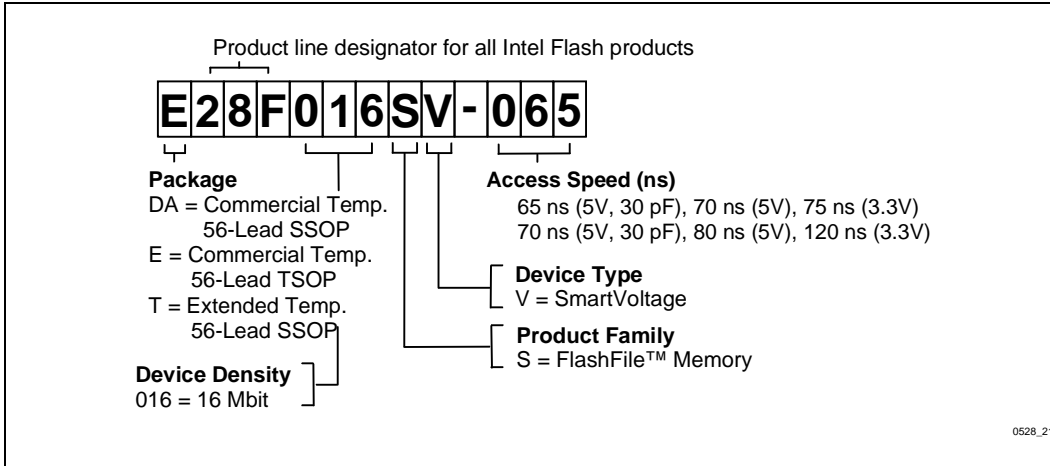 Product line designator for all Intel Flash products
E28F016SV-065
Package
DA = Commercial Temp.
56-Lead SSOP
E = Commercial Temp.
56-Lead TSOP
T = Extended Temp.
56-Lead SSOP
Device Density
016 = 16 Mbit
Access Speed (ns)
65 ns (5V, 30 pF), 70 ns (5V), 75 ns (3.3V)
70 ns (5V, 30 pF), 80 ns (5V), 120 ns (3.3V)
Device Type
V = SmartVoltage
Product Family
S = FlashFile™ Memory
0528_21